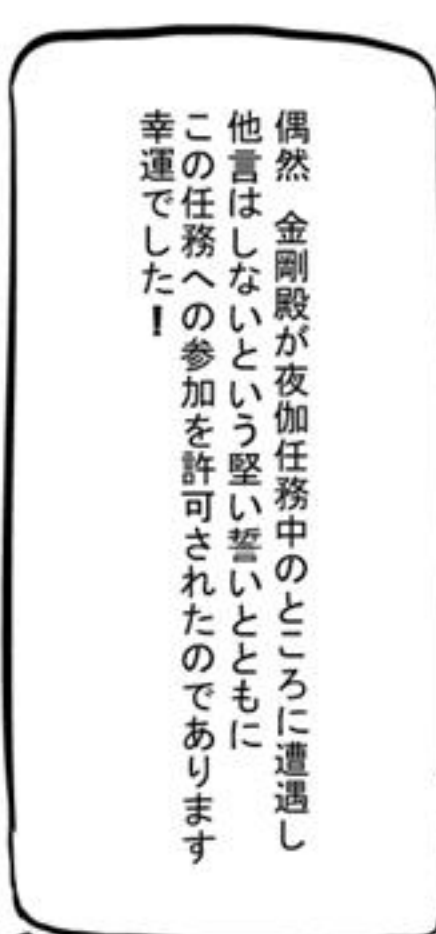 偶然　金剛殿が夜伽任務中のところに遭遇し
他言はしないという堅い誓いとともに
この任務への参加を許可されたのであります
幸運でした！